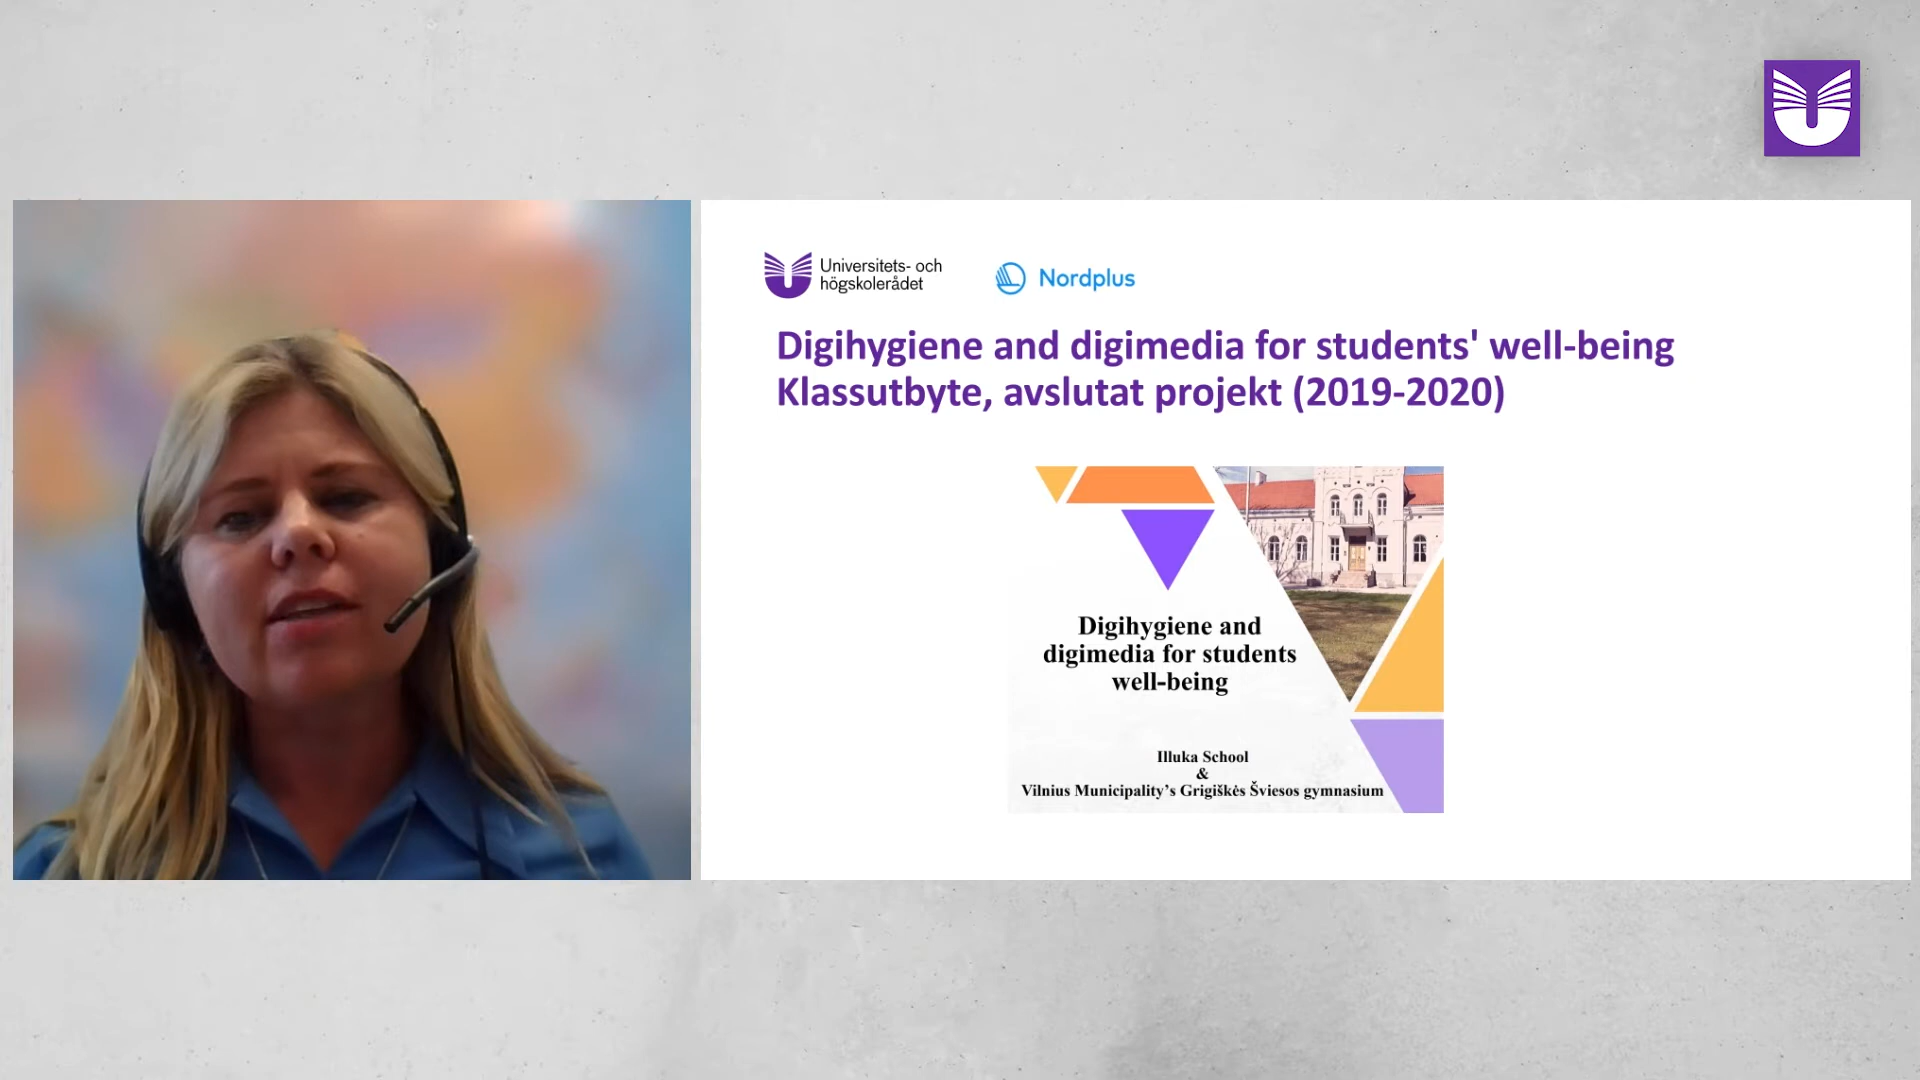 Universitets- och
högskolerådet
Nordplus
Digihygiene and digimedia for students' well-being
Klassutbyte, avslutat projekt (2019-2020)
Digihygiene and
digimedia for students
well-being
Illuka School
&
Vilnius Municipality’s Grigiškės Šviesos gymnasium